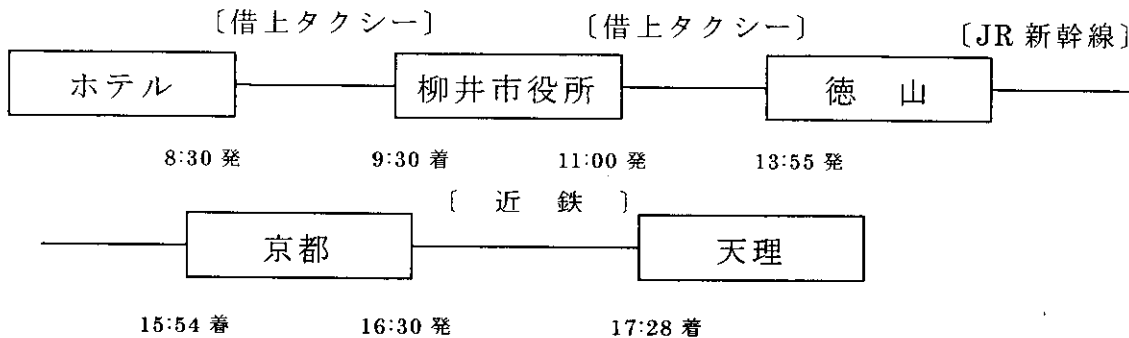 〔借上タクシー〕 〔借上タクシー〕 〔JR 新幹線〕
ホテル 柳井市役所 徳 山
8:30 発 9:30 着 11:00 発 13:55 発
〔 近 鉄 〕
京都 天理
15:54 着 16:30 発 17:28 着